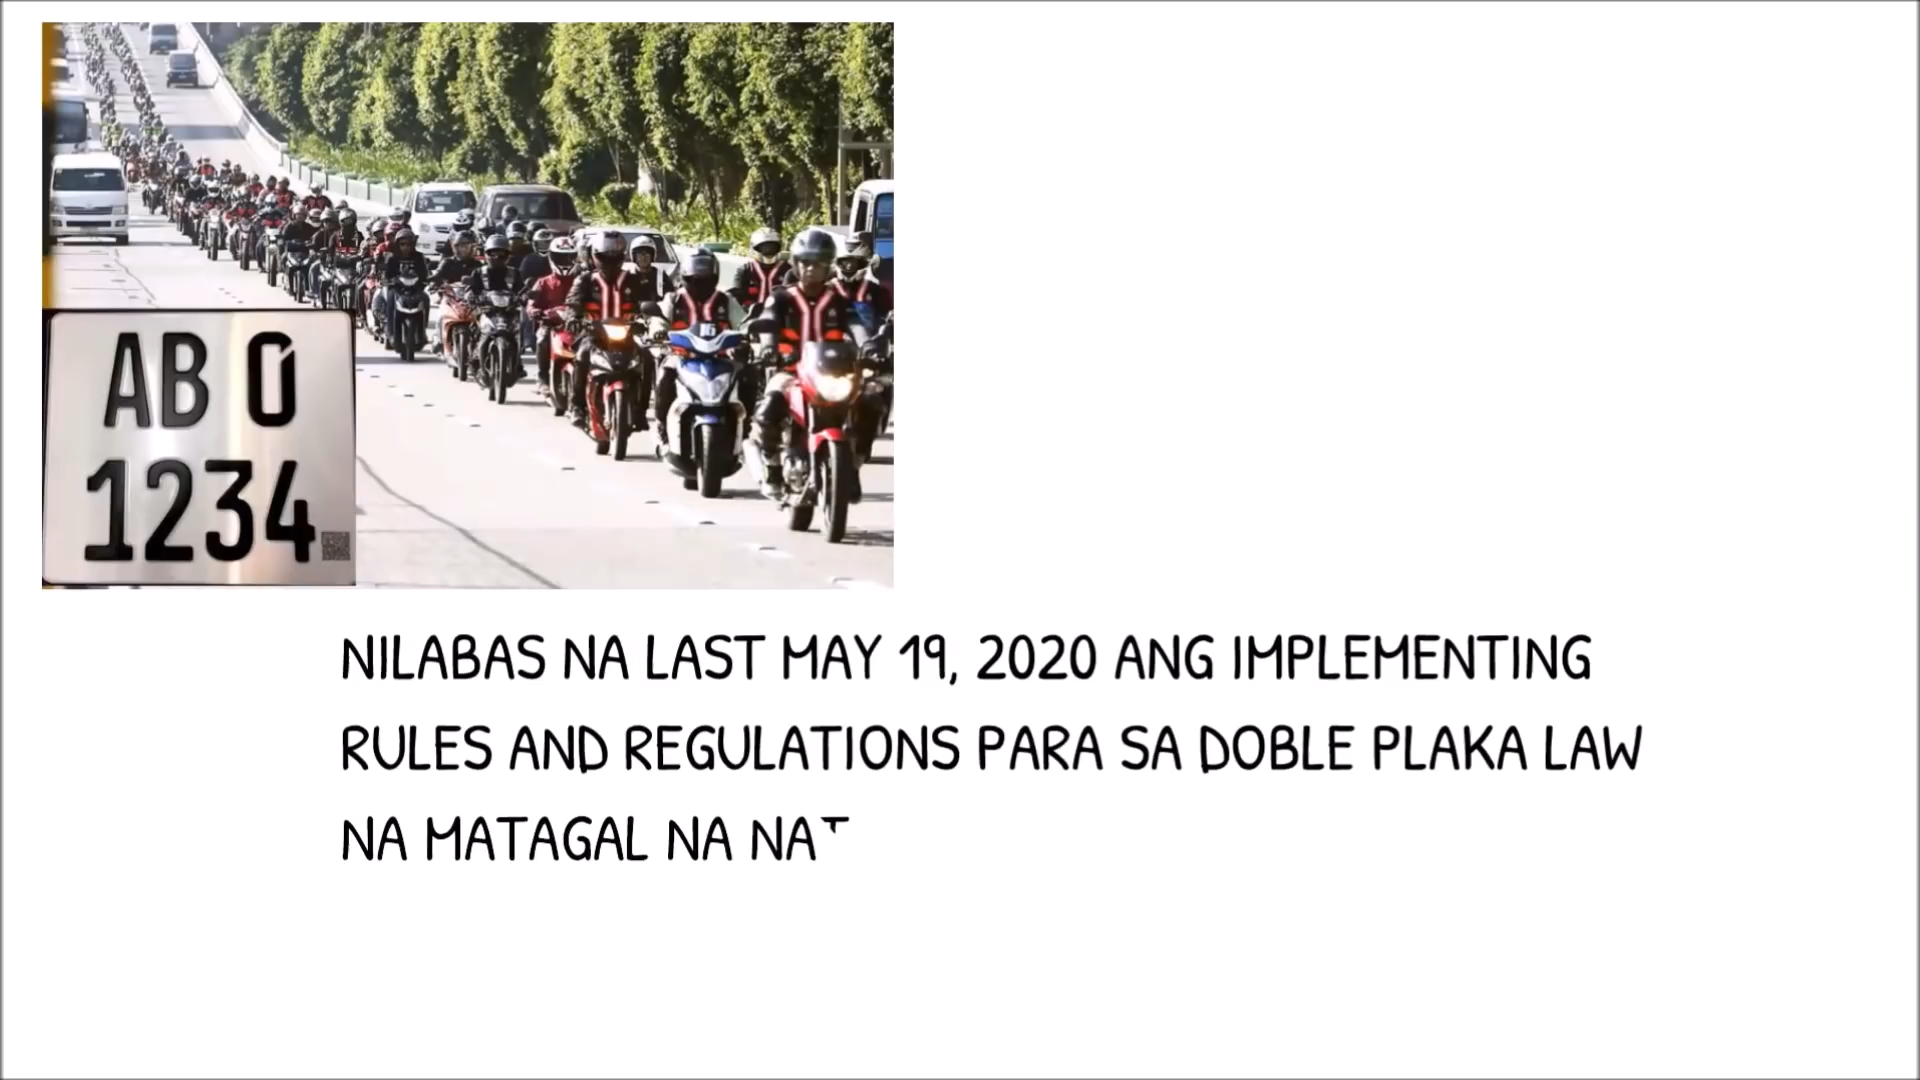 AB 0
1234
NILABAS NA LAST MAY 19, 2020 ANG IMPLEMENTING
RULES AND REGULATIONS PARA SA DOBLE PLAKA LAW
NA MATAGAL NA NAT